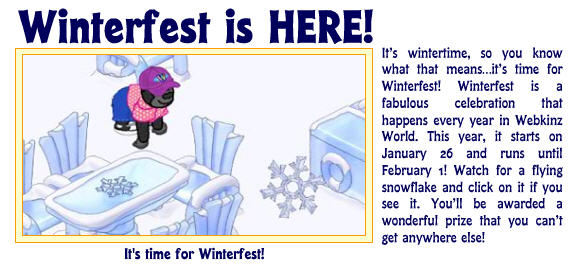 Winterfest is HERE!
It's wintertime, so you know
what that means...it's time for
Winterfest! Winterfest is a
fabulous celebration that
happens every year in Webkinz
World. This year, it starts on
January 26 and runs until
February 1! Watch for a flying
snowflake and click on it if you
see it. You'll be awarded a
wonderful prize that you can't
get anywhere else!
It's time for Winterfest!